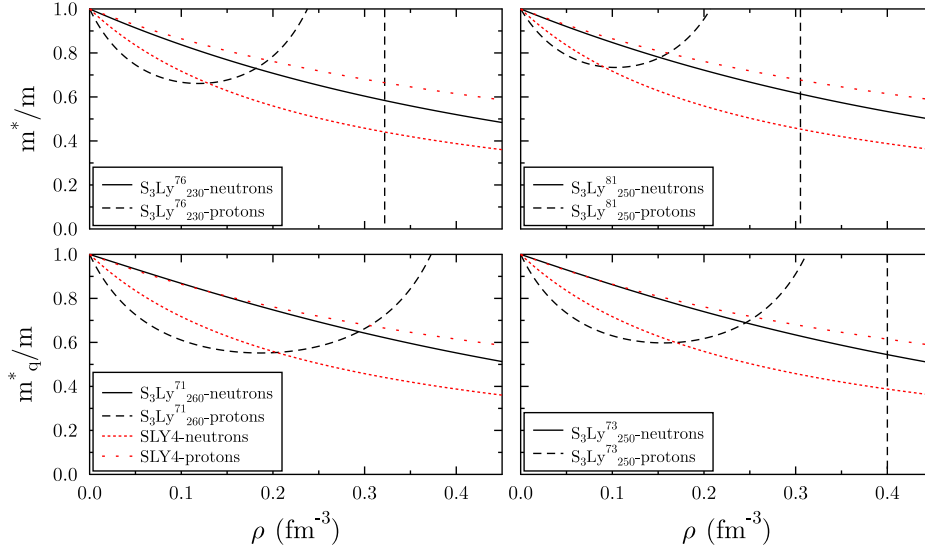 1.0
0.8
0.6
0.4
0.2
0.0
m*/m
S₃Ly⁷⁶₂₃₀-neutrons
S₃Ly⁷⁶₂₃₀-protons
S₃Ly⁸¹₂₅₀-neutrons
S₃Ly⁸¹₂₅₀-protons
1.0
0.8
0.6
0.4
0.2
0.0
m*q/m
S₃Ly⁷¹₂₆₀-neutrons
S₃Ly⁷¹₂₆₀-protons
SLY4-neutrons
SLY4-protons
S₃Ly⁷³₂₅₀-neutrons
S₃Ly⁷³₂₅₀-protons
0.0 0.1 0.2 0.3 0.4
0.0 0.1 0.2 0.3 0.4
ρ (fm⁻³)
ρ (fm⁻³)